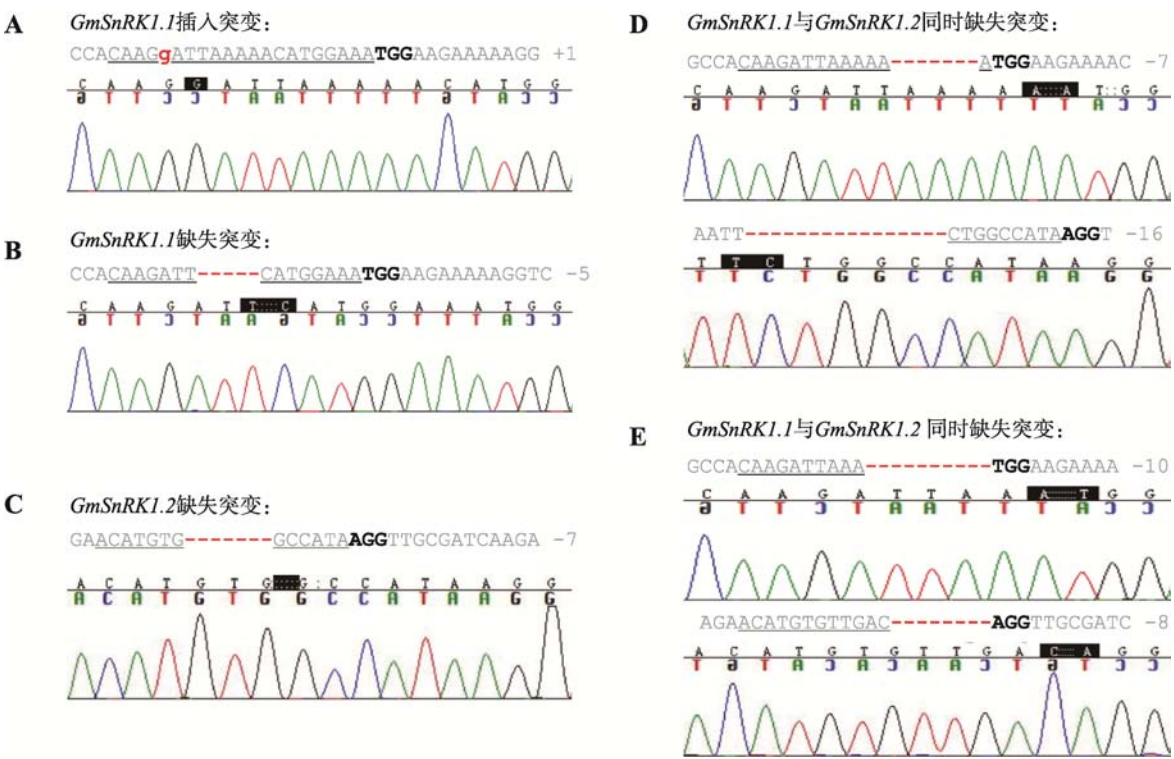 A
GmSnRK1.1插入突变：
CCACAAGgATTAAAAACATGGAAATGGAAGAAAAAGG +1
C A A G G A T T A A A A A C A T G G
G T T C C T A A T T T T T G T A C C
B
GmSnRK1.1缺失突变：
CCACAAGATT-----CATGGAAATGGAAGAAAAAGGTC -5
C A A G A T T C A T G G A A A T G G
G T T C T A A G T A C C T T T A C C
C
GmSnRK1.2缺失突变：
GAACATGTG-------GCCATAAGGTTGCGATCAAGA -7
A C A T G T G G C C A T A A G G
A C A T G T G G C C A T A A G G
D
GmSnRK1.1与GmSnRK1.2同时缺失突变：
GCCACAAGATTAAAAA-------ATGGAAGAAAAC -7
C A A G A T T A A A A A A T G G
AATT----------------CTGGCCATAAGGT -16
T T C T G G C C A T A A G G
T T C T G G C C A T A A G G
E
GmSnRK1.1与GmSnRK1.2 同时缺失突变：
GCCACAAGATTAAA----------TGGAAGAAAA -10
C A A G A T T A A A T G G
G T T C T A A T T T A C C
AGAACATGTGTTGAC--------AGGTTGCGATC -8
A C A T G T G T T G A C A G G